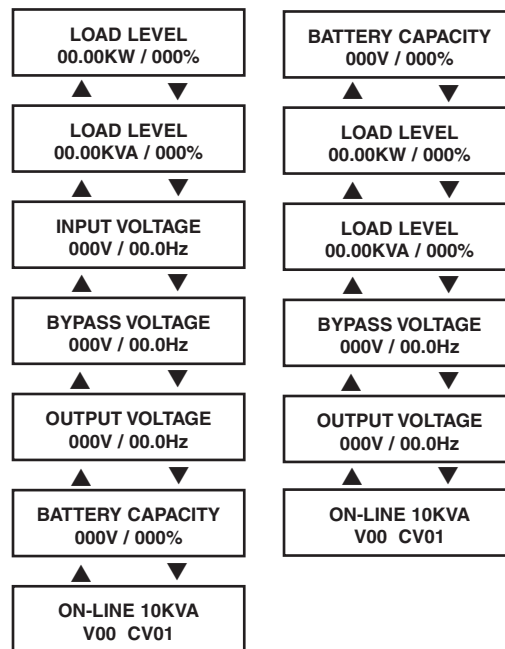 LOAD LEVEL
00.00KW / 000%
LOAD LEVEL
00.00KVA / 000%
INPUT VOLTAGE
000V / 00.0Hz
BYPASS VOLTAGE
000V / 00.0Hz
OUTPUT VOLTAGE
000V / 00.0Hz
BATTERY CAPACITY
000V / 000%
ON-LINE 10KVA
V00 CV01
BATTERY CAPACITY
000V / 000%
LOAD LEVEL
00.00KW / 000%
LOAD LEVEL
00.00KVA / 000%
BYPASS VOLTAGE
000V / 00.0Hz
OUTPUT VOLTAGE
000V / 00.0Hz
ON-LINE 10KVA
V00 CV01